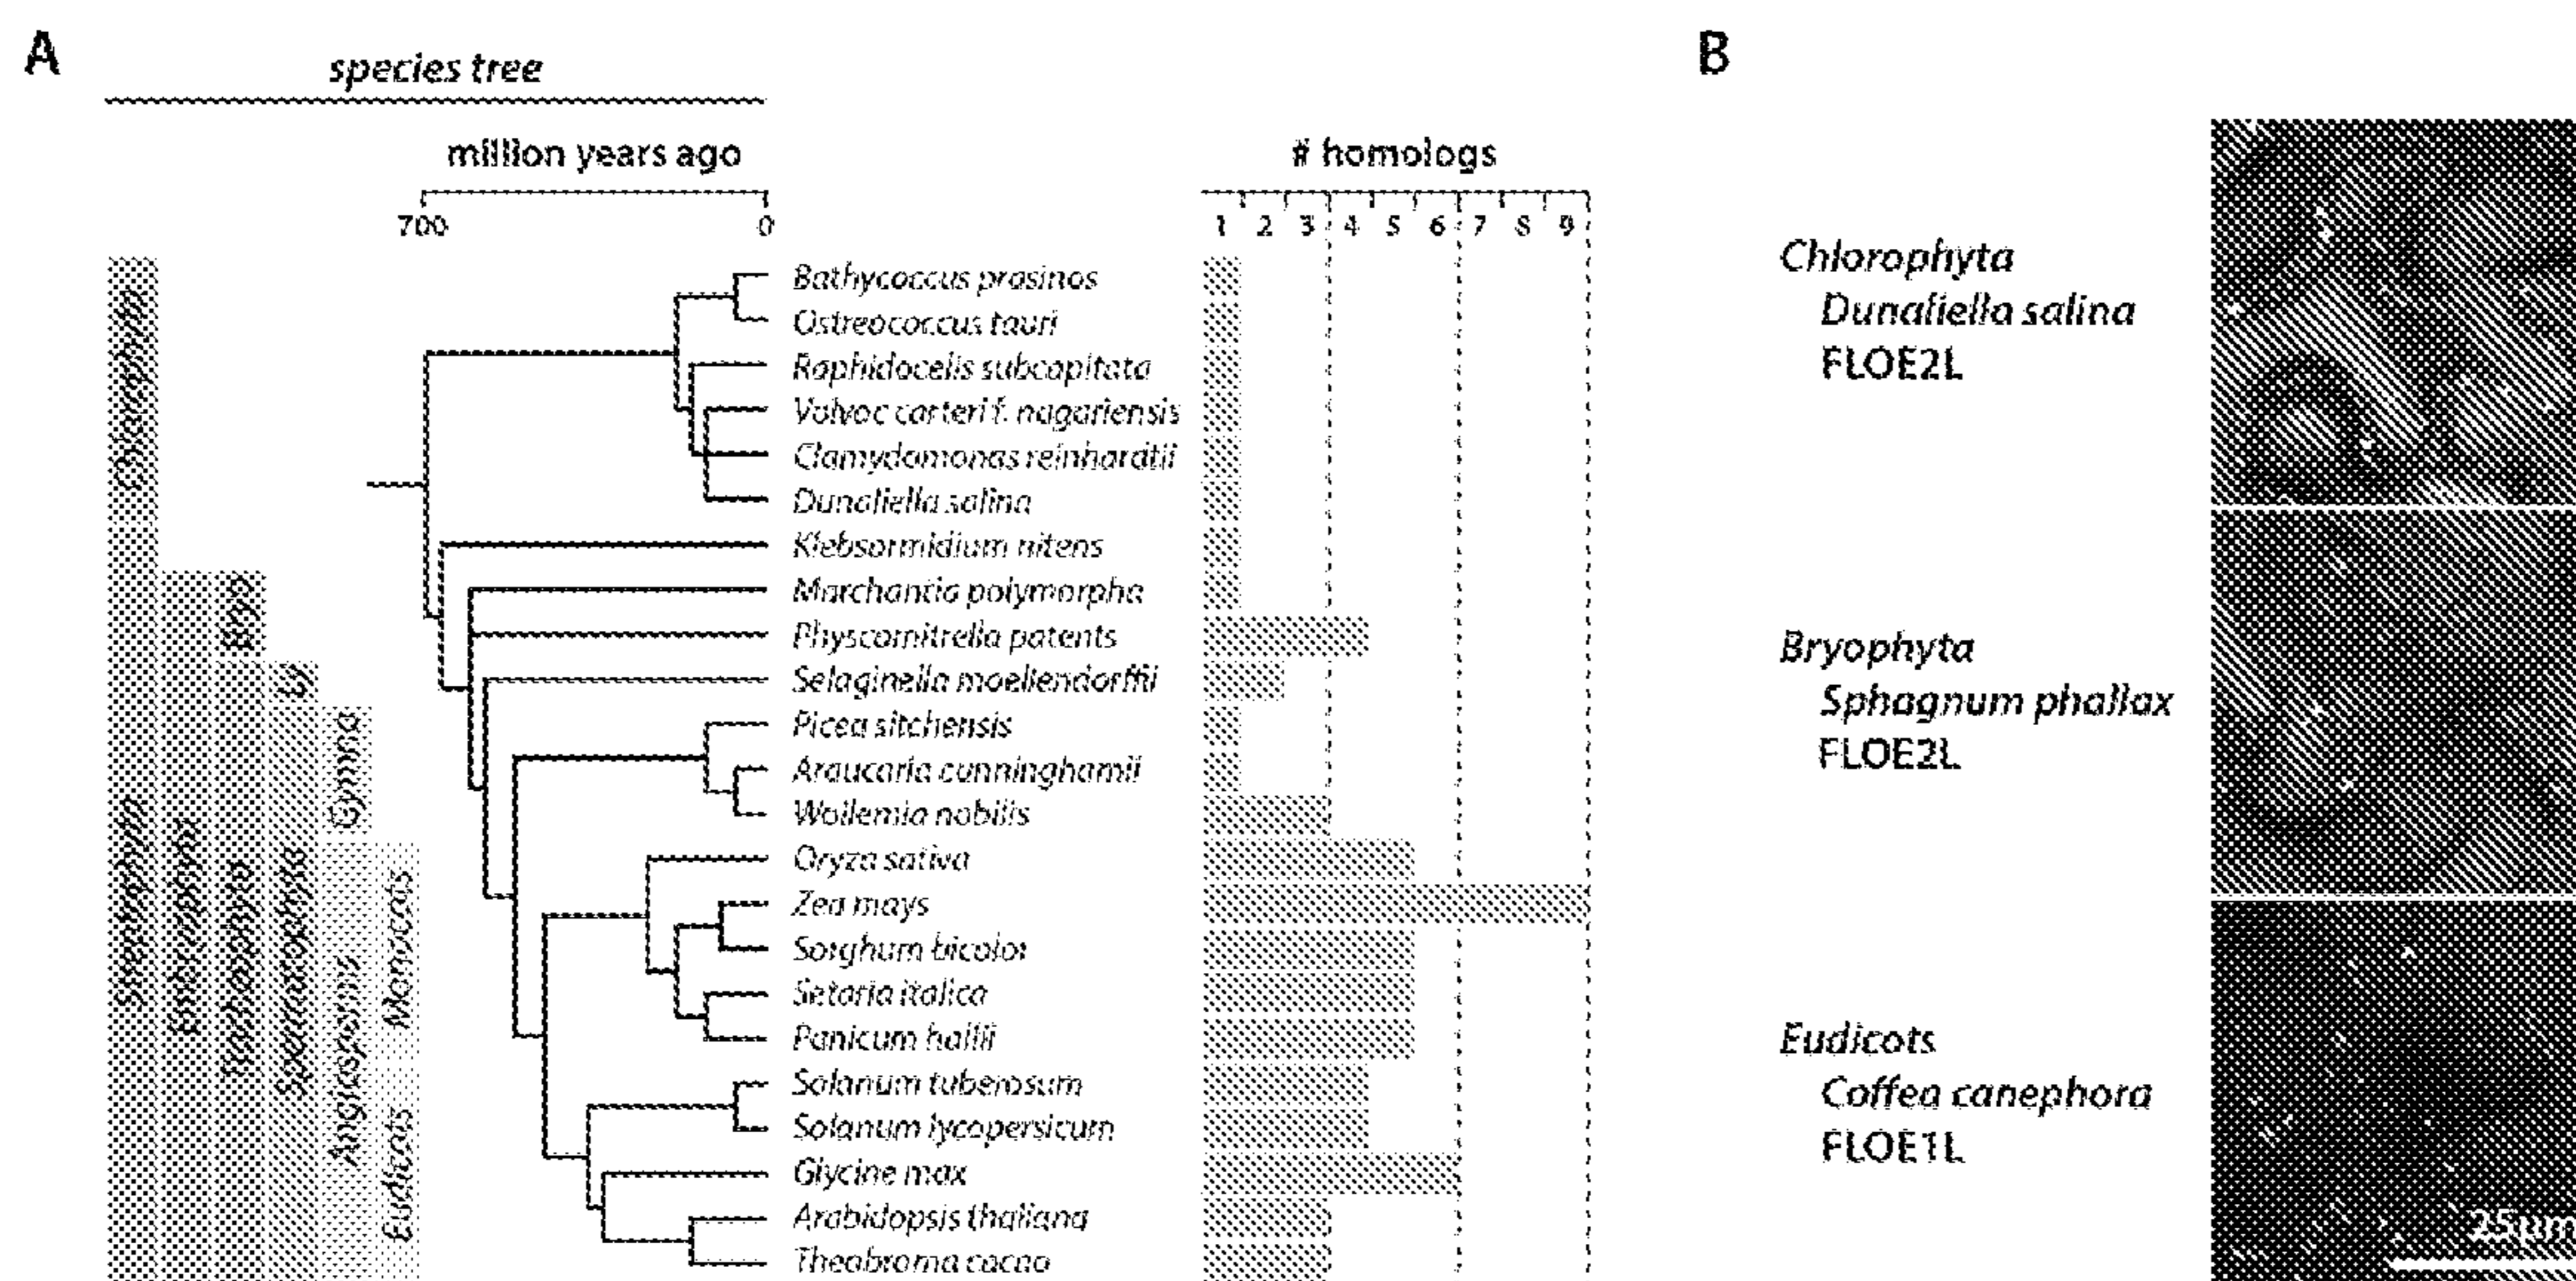 A
species tree
million years ago
700 0
# homologs
1 2 3 4 5 6 7 8 9
Chlorophyta
Streptophyta
Embryophyta
Bryo
Tracheophyta
Ly
Spermatophyta
Gymno
Angiosperms
Monocots
Eudicots
Bathycoccus prasinos
Ostreococcus tauri
Raphidocelis subcapitata
Volvoc carteri f. nagariensis
Clamydomonas reinhardtii
Dunaliella salina
Klebsormidium nitens
Marchantia polymorpha
Physcomitrella patents
Selaginella moellendorffii
Picea sitchensis
Araucaria cunninghamii
Wollemia nobilis
Oryza sativa
Zea mays
Sorghum bicolor
Setaria italica
Panicum hallii
Solanum tuberosum
Solanum lycopersicum
Glycine max
Arabidopsis thaliana
Theobroma cacao
B
Chlorophyta
Dunaliella salina
FLOE2L
Bryophyta
Sphagnum phallax
FLOE2L
Eudicots
Coffea canephora
FLOE1L
25µm